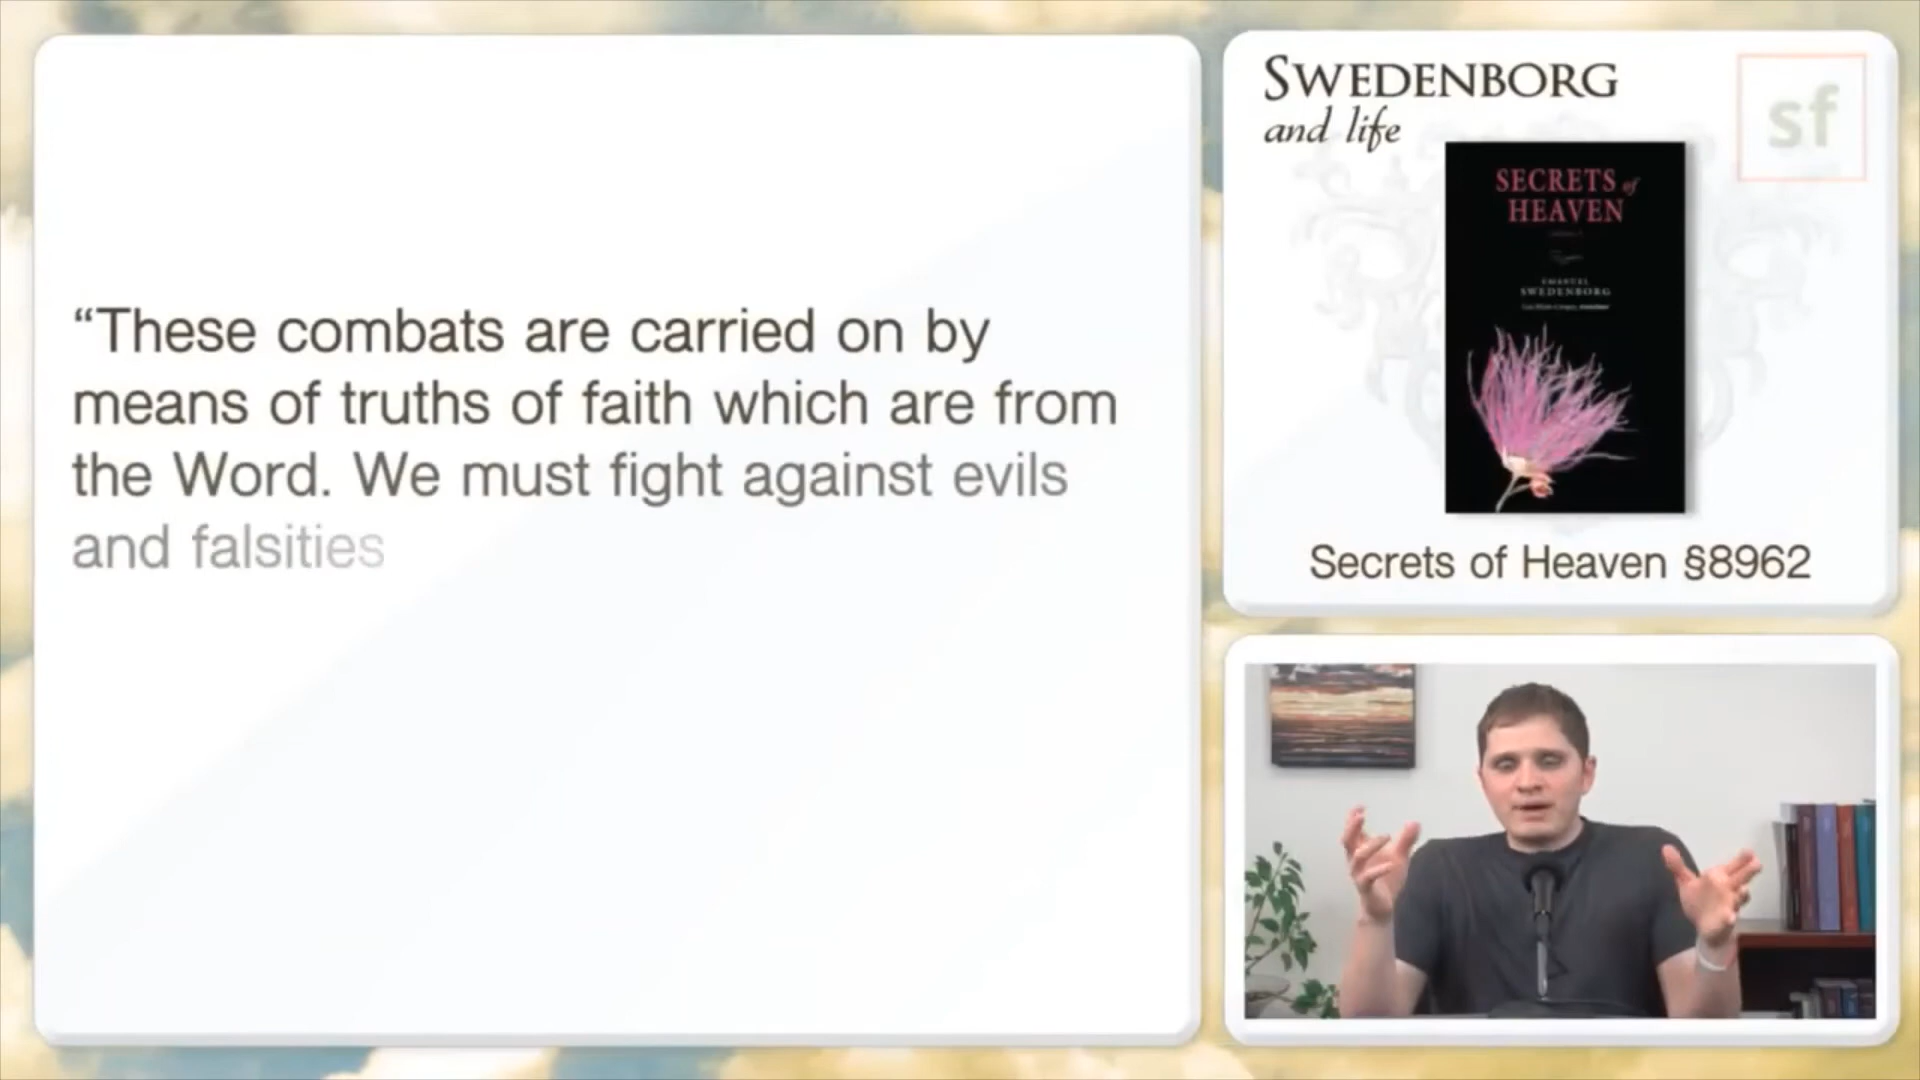 “These combats are carried on by
means of truths of faith which are from
the Word. We must fight against evils
and falsities
SWEDENBORG
and life
sf
SECRETS of
HEAVEN
EMANUEL
SWEDENBORG
Secrets of Heaven §8962